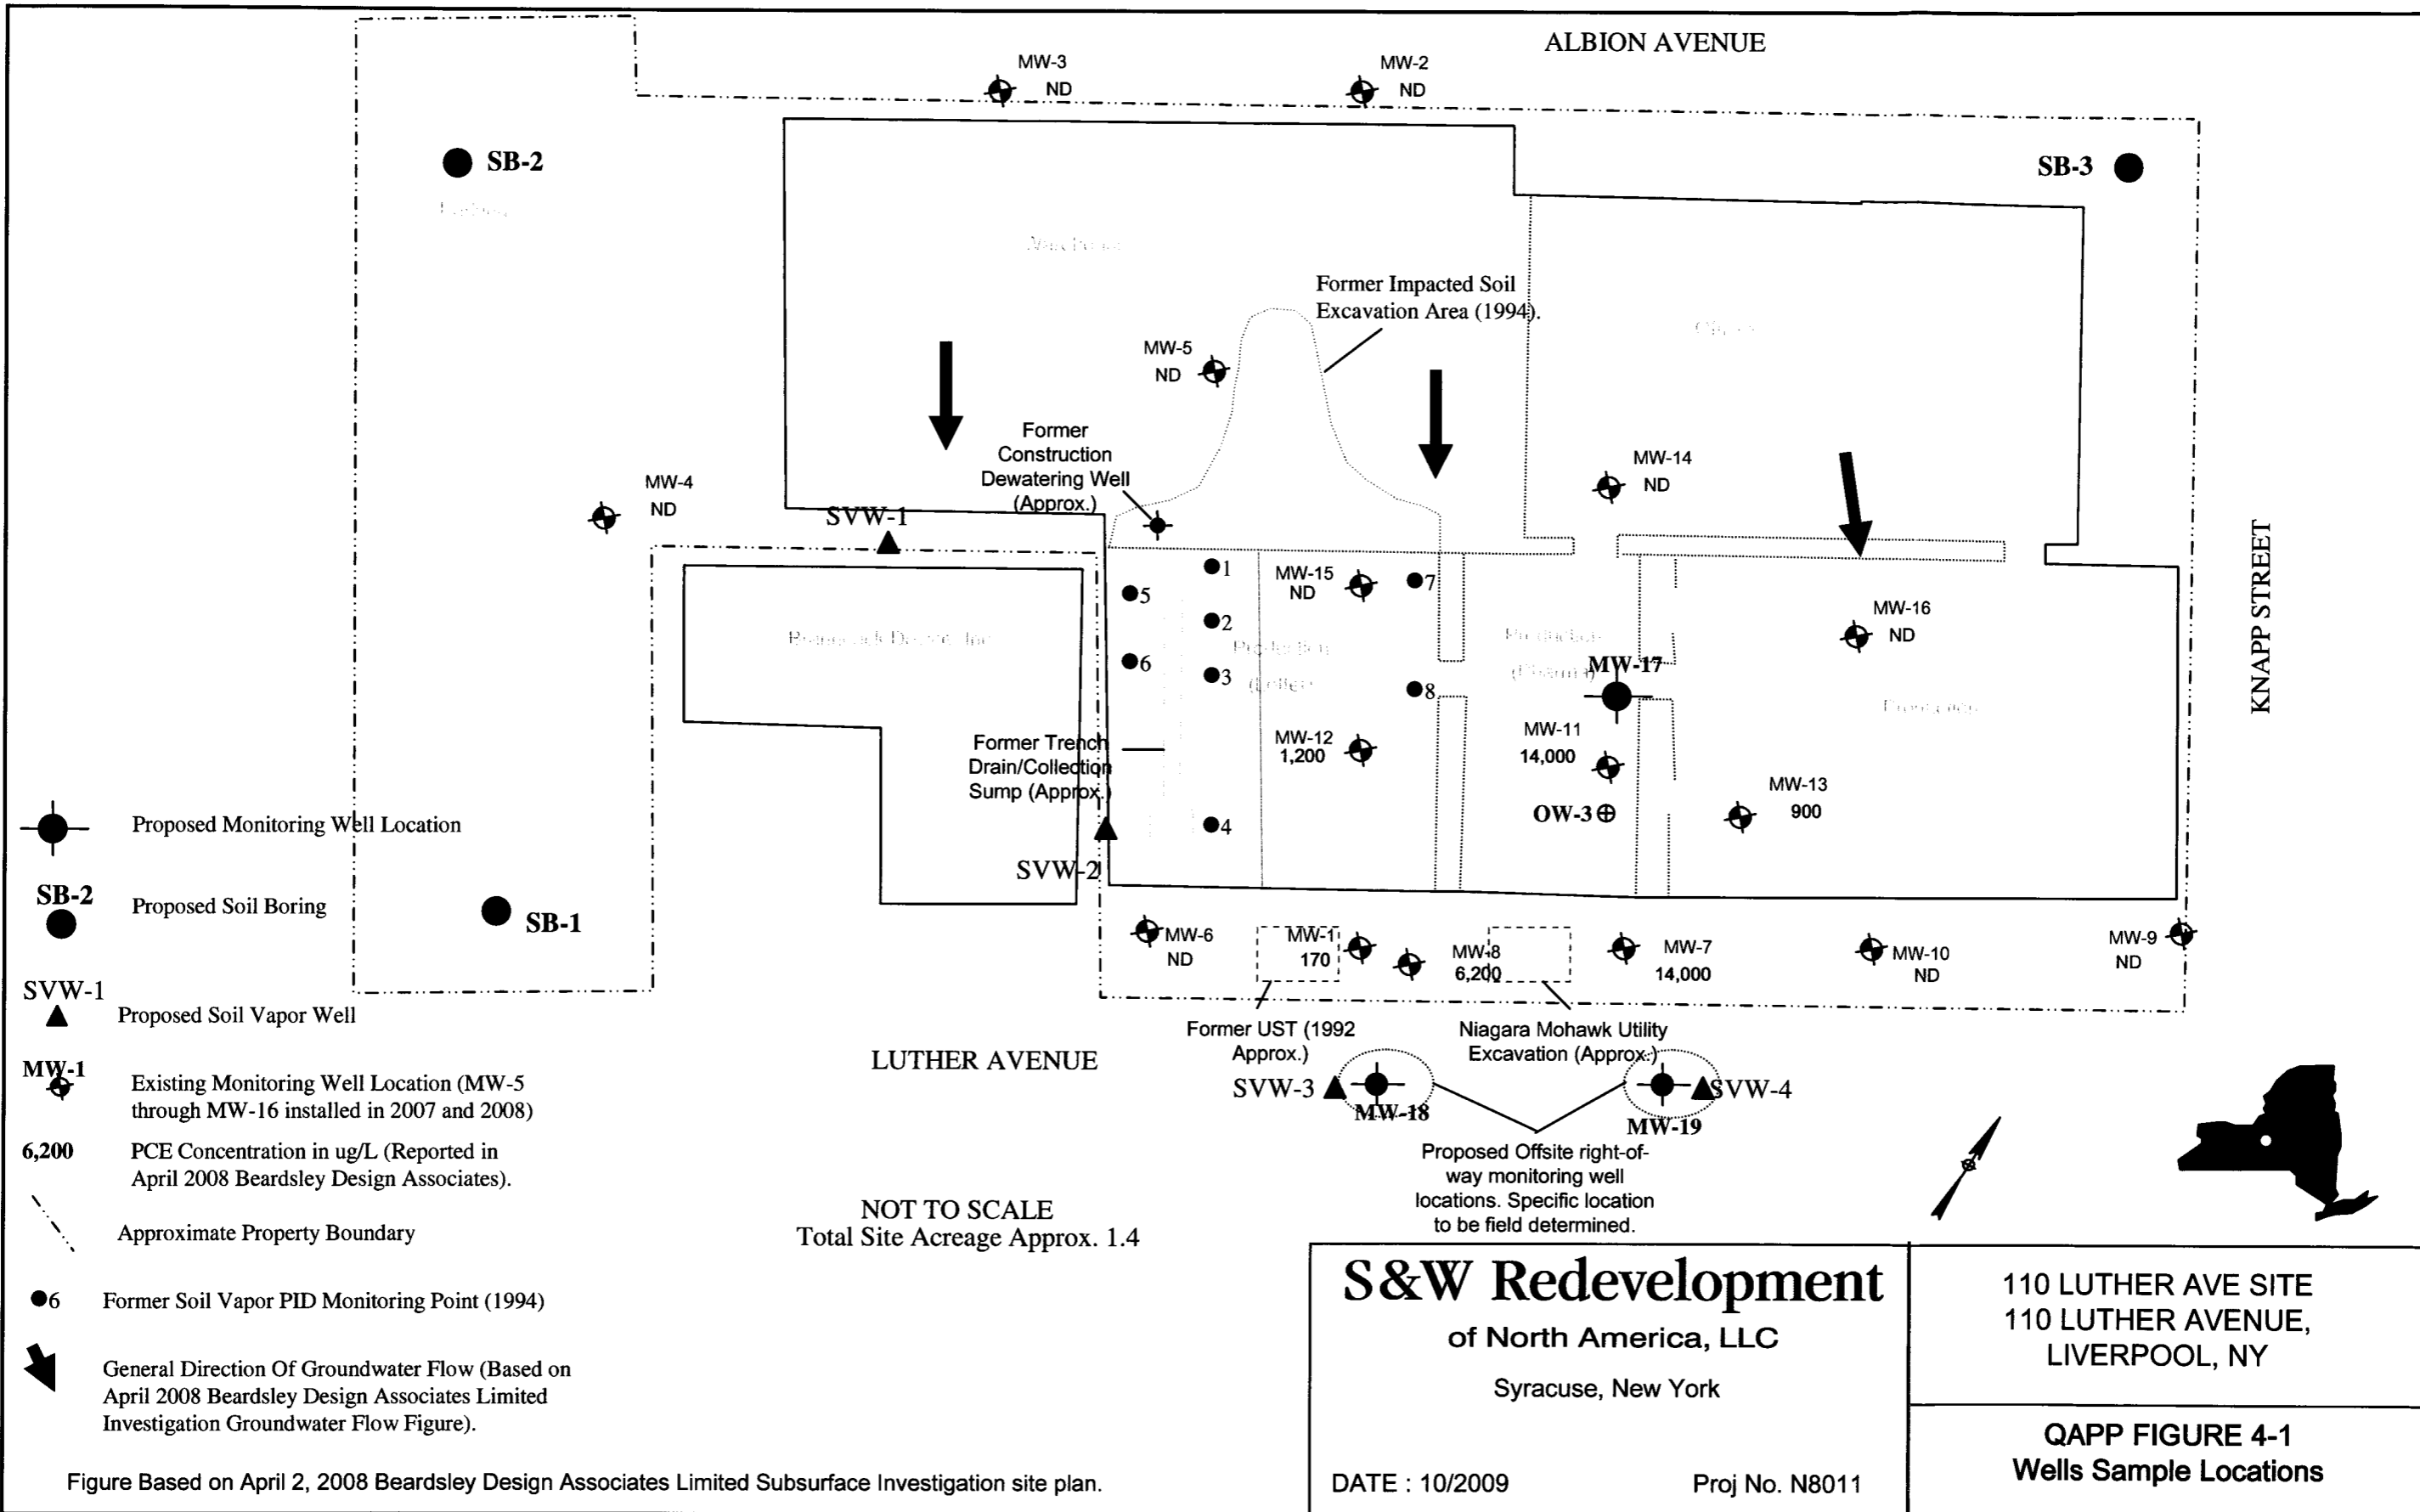 ALBION AVENUE
MW-3
ND
MW-2
ND
SB-2
SB-3
Former Impacted Soil
Excavation Area (1994).
MW-5
ND
Former
Construction
Dewatering Well
(Approx.)
MW-4
ND
SVW-1
MW-14
ND
KNAPP STREET
1
5
2
6
3
4
MW-15
ND
7
8
MW-16
ND
Production
MW-17
Former Trench
Drain/Collection
Sump (Approx.)
MW-12
1,200
MW-11
14,000
OW-3
MW-13
900
SVW-2
SB-1
MW-6
ND
MW-1
170
MW-8
6,200
MW-7
14,000
MW-10
ND
MW-9
ND
Former UST (1992
Approx.)
Niagara Mohawk Utility
Excavation (Approx.)
LUTHER AVENUE
SVW-3
MW-18
SVW-4
MW-19
Proposed Offsite right-of-
way monitoring well
locations. Specific location
to be field determined.
NOT TO SCALE
Total Site Acreage Approx. 1.4
Proposed Monitoring Well Location
SB-2
Proposed Soil Boring
SVW-1
Proposed Soil Vapor Well
MW-1
Existing Monitoring Well Location (MW-5
through MW-16 installed in 2007 and 2008)
6,200
PCE Concentration in ug/L (Reported in
April 2008 Beardsley Design Associates).
Approximate Property Boundary
6
Former Soil Vapor PID Monitoring Point (1994)
General Direction Of Groundwater Flow (Based on
April 2008 Beardsley Design Associates Limited
Investigation Groundwater Flow Figure).
Figure Based on April 2, 2008 Beardsley Design Associates Limited Subsurface Investigation site plan.
S&W Redevelopment
of North America, LLC
Syracuse, New York
DATE : 10/2009
Proj No. N8011
110 LUTHER AVE SITE
110 LUTHER AVENUE,
LIVERPOOL, NY
QAPP FIGURE 4-1
Wells Sample Locations